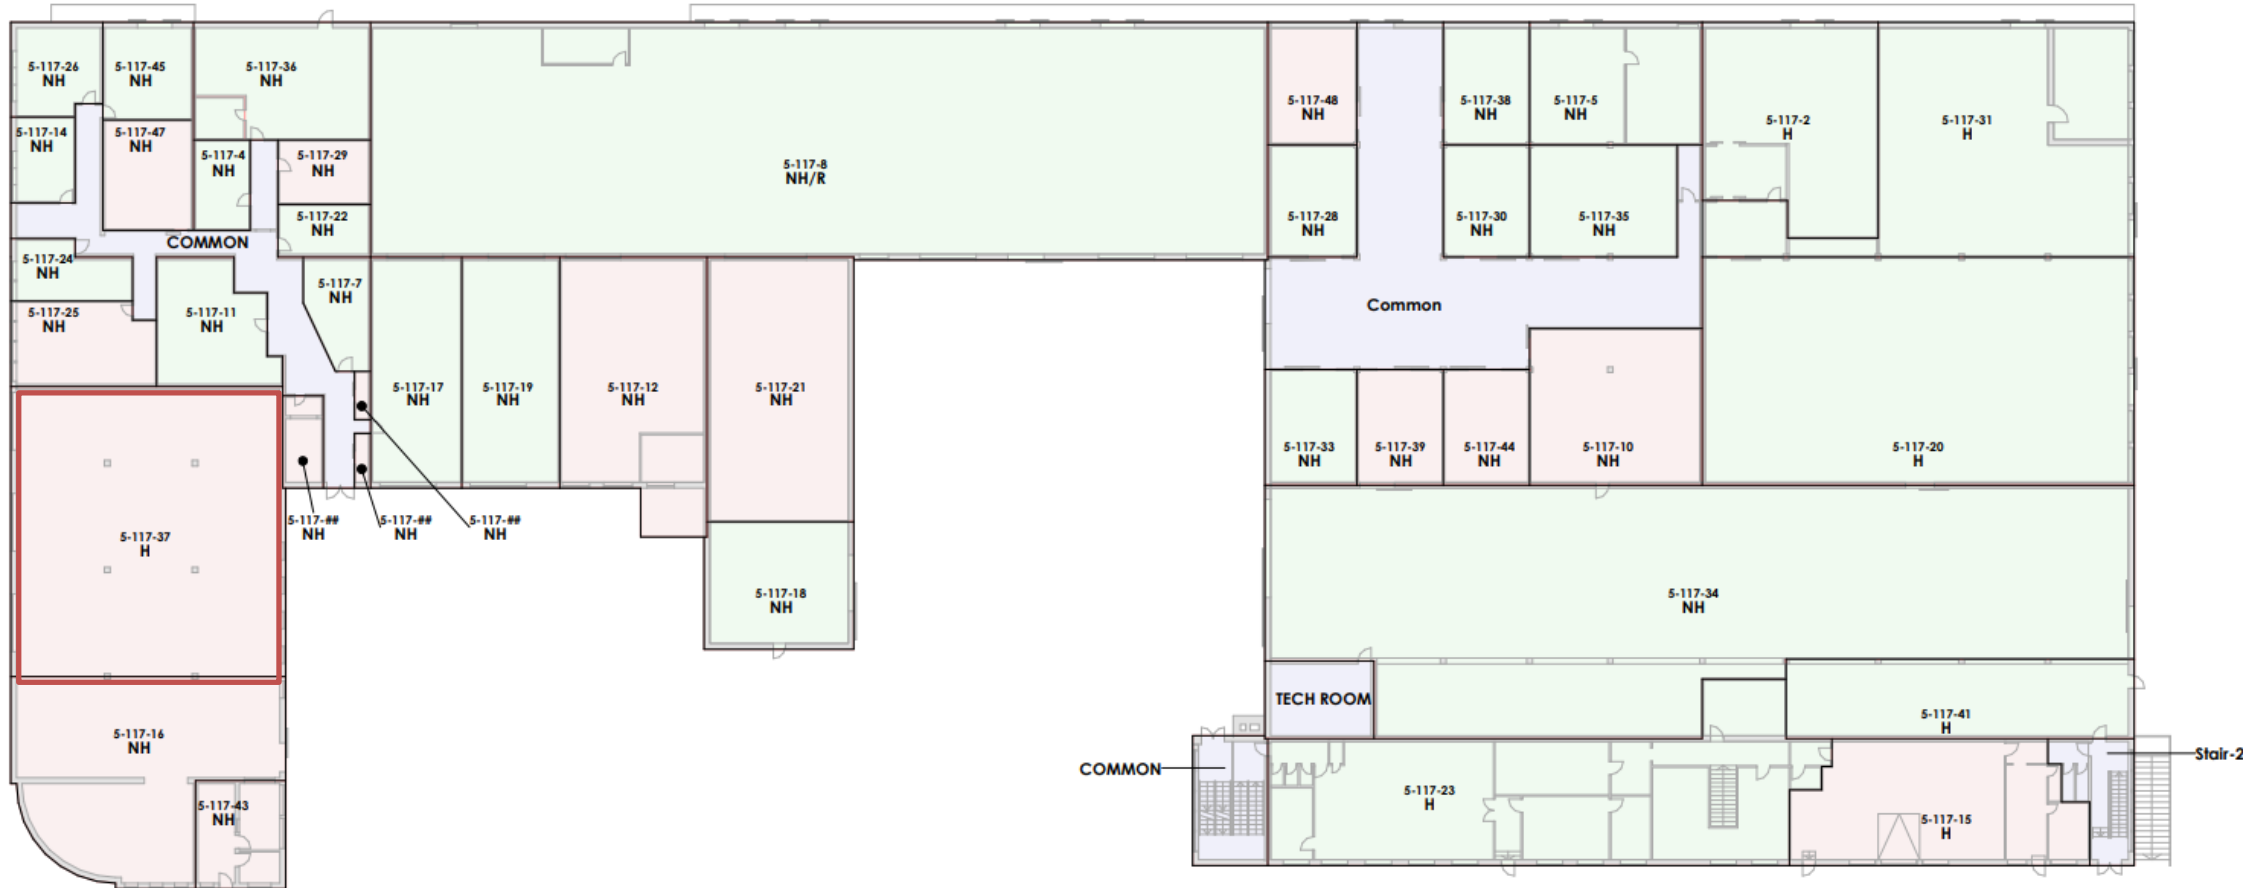 5-117-26
NH
5-117-45
NH
5-117-36
NH
5-117-14
NH
5-117-47
NH
5-117-4
NH
5-117-29
NH
5-117-22
NH
COMMON
5-117-24
NH
5-117-25
NH
5-117-11
NH
5-117-7
NH
5-117-8
NH/R
5-117-17
NH
5-117-19
NH
5-117-12
NH
5-117-21
NH
5-117-18
NH
5-117-##
NH
5-117-##
NH
5-117-##
NH
5-117-37
H
5-117-16
NH
5-117-43
NH
5-117-48
NH
5-117-38
NH
5-117-5
NH
5-117-2
H
5-117-31
H
5-117-28
NH
5-117-30
NH
5-117-35
NH
Common
5-117-33
NH
5-117-39
NH
5-117-44
NH
5-117-10
NH
5-117-20
H
5-117-34
NH
TECH ROOM
5-117-41
H
COMMON
5-117-23
H
5-117-15
H
Stair-2